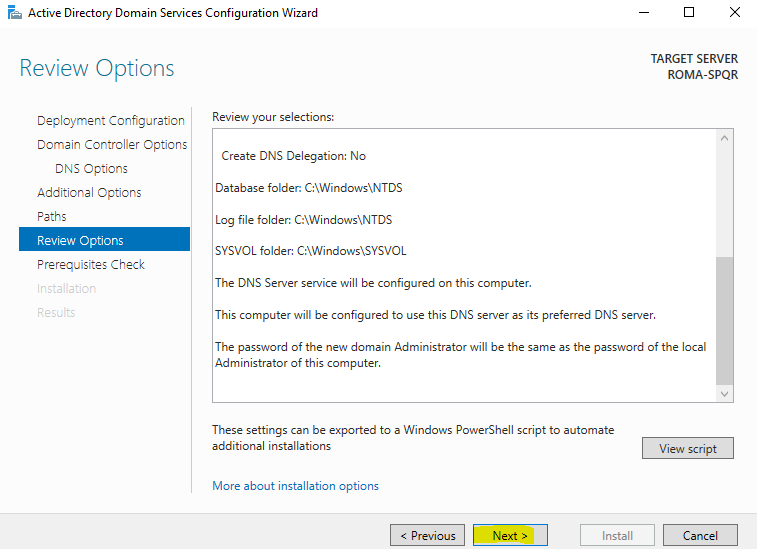 Active Directory Domain Services Configuration Wizard
Review Options
TARGET SERVER
ROMA-SPQR
Deployment Configuration
Domain Controller Options
DNS Options
Additional Options
Paths
Review Options
Prerequisites Check
Installation
Results
Review your selections:
Create DNS Delegation: No
Database folder: C:\Windows\NTDS
Log file folder: C:\Windows\NTDS
SYSVOL folder: C:\Windows\SYSVOL
The DNS Server service will be configured on this computer.
This computer will be configured to use this DNS server as its preferred DNS server.
The password of the new domain Administrator will be the same as the password of the local
Administrator of this computer.
These settings can be exported to a Windows PowerShell script to automate
additional installations
View script
More about installation options
< Previous
Next >
Install
Cancel